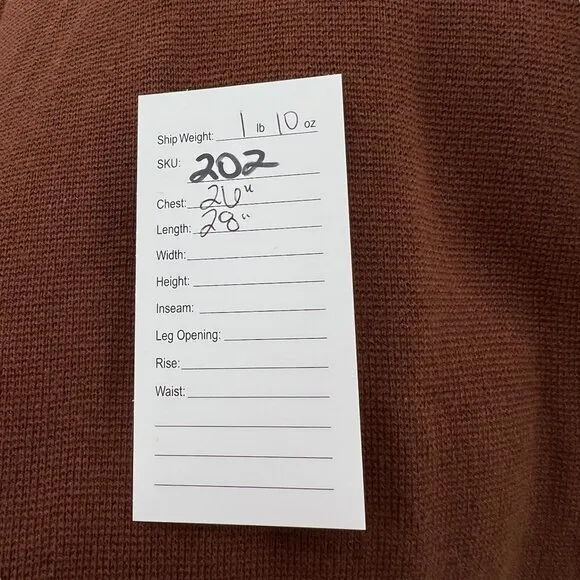 Ship Weight: 1 lb 10 oz
SKU: 202
Chest: 26"
Length: 28"
Width:
Height:
Inseam:
Leg Opening:
Rise:
Waist: